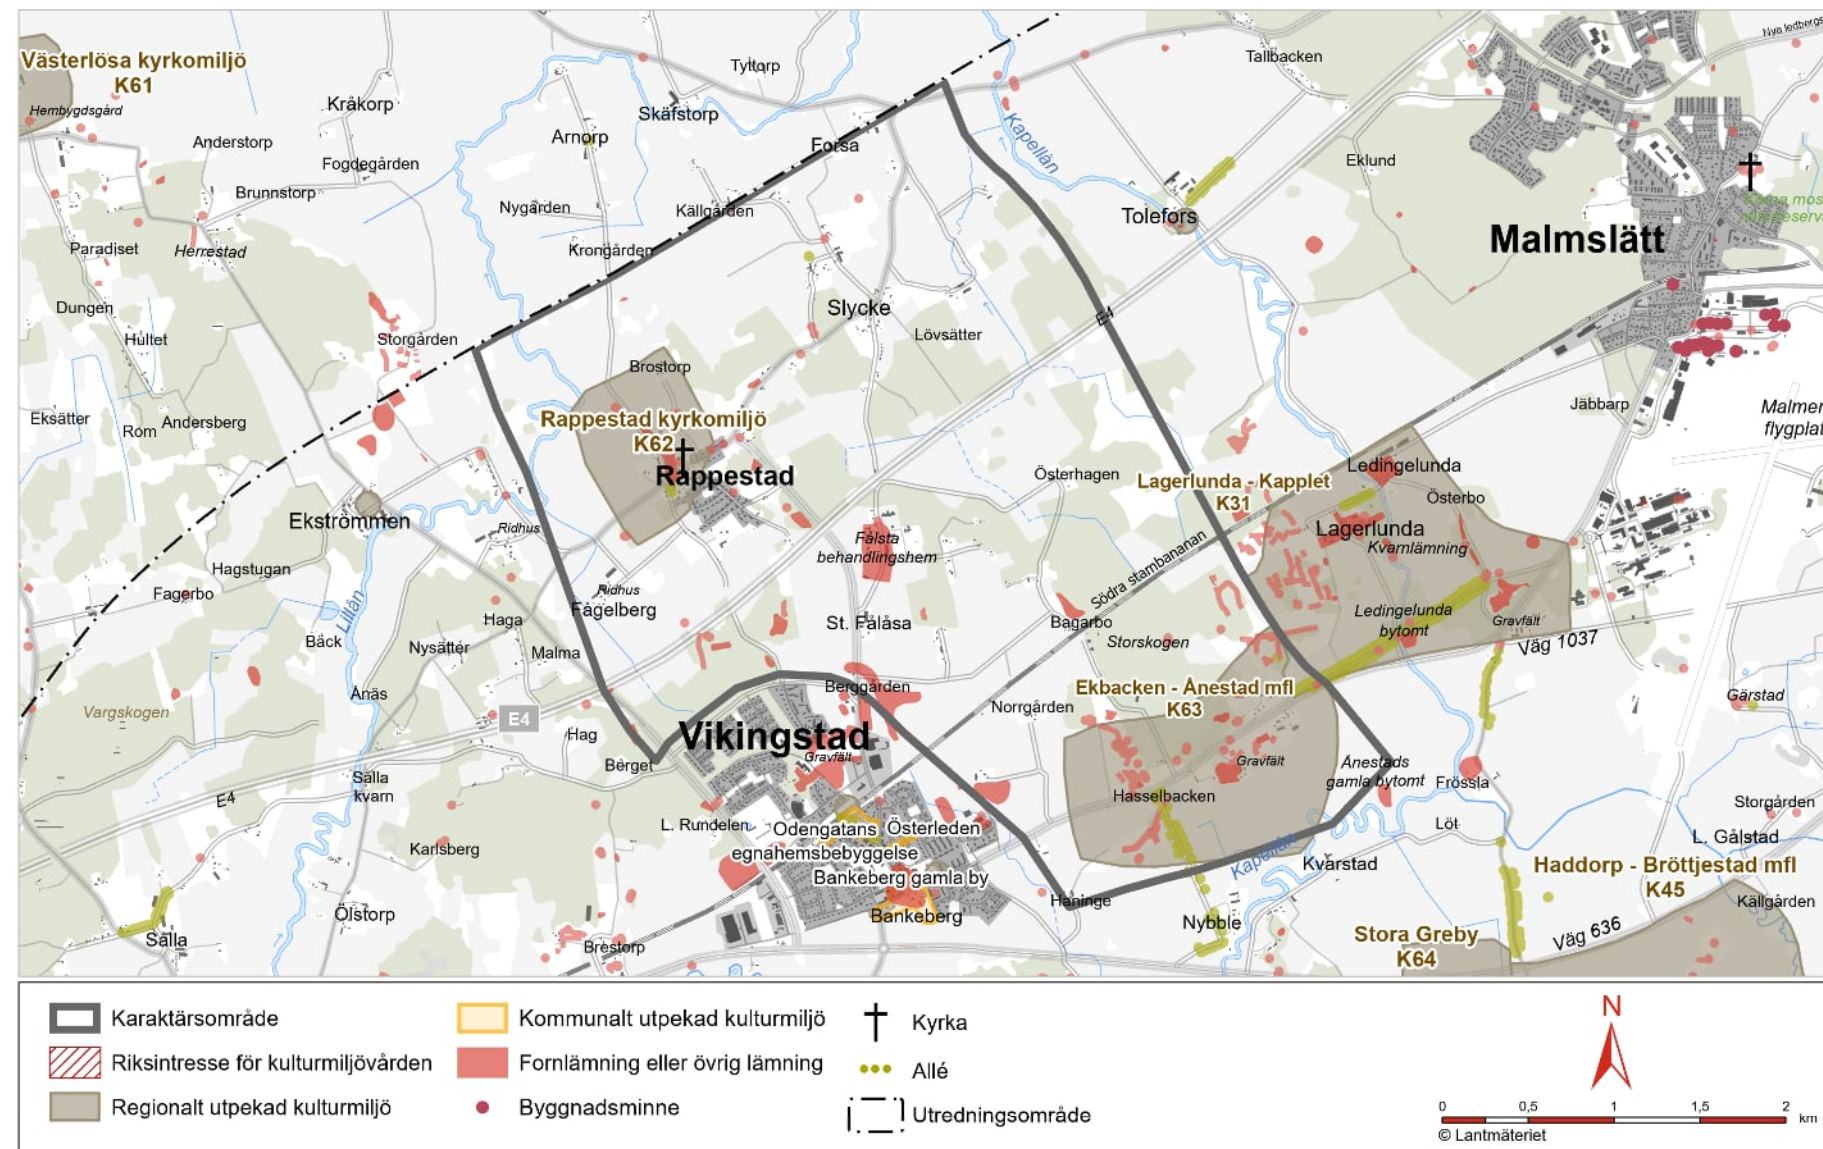 Västerlösa kyrkomiljö
K61
Hembygdsgård
Kråkorp
Tyttorp
Tallbacken
Skäfstorp
Anderstorp
Arnorp
Forsa
Kapellån
Eklund
Fogdegården
Brunnstorp
Nygården
Källgården
Tolefors
Malmslätt
Paradiset
Herrestad
Krongården
Dungen
Slycke
E4
Hultet
Storgården
Lövsätter
Brostorp
Jäbbarp
Eksätter
Andersberg
Rom
Rappestad kyrkomiljö
K62
Rappestad
Österhagen
Lagerlunda - Kapplet
K31
Ledingelunda
Österbo
Ekströmmen
Ridhus
Lagerlunda
Kvarnlämning
Fålsta
behandlingshem
Södra stambananan
Hagstugan
Fagerbo
Ridhus
Fågelberg
Lillån
Haga
St. Fålåsa
Bagarbo
Ledingelunda
bytomt
Gravfält
Bäck
Nysätter
Malma
Storskogen
Väg 1037
Ånäs
Berggården
Ekbacken - Ånestad mfl
K63
Gärstad
Vargskogen
E4
Norrgården
Hag
Vikingstad
Gravfält
Berget
Gravfält
Ånestads
gamla bytomt
Frössla
Sälla
kvarn
E4
Hasselbacken
Storgården
L. Rundelen
Odengatans
Österleden
Löt
L. Gålstad
Karlsberg
egnahemsbebyggelse
Kapellån
Kvarstad
Bankeberg gamla by
Haddorp - Bröttjestad mfl
K45
Haninge
Källgården
Ölstorp
Bankeberg
Nybble
Sälla
Brestorp
Stora Greby
K64
Väg 636
Karaktärsområde
Riksintresse för kulturmiljövården
Regionalt utpekad kulturmiljö
Kommunalt utpekad kulturmiljö
Fornlämning eller övrig lämning
Byggnadsminne
Kyrka
Allé
Utredningsområde
N
0 0,5 1 1,5 2
km
© Lantmäteriet